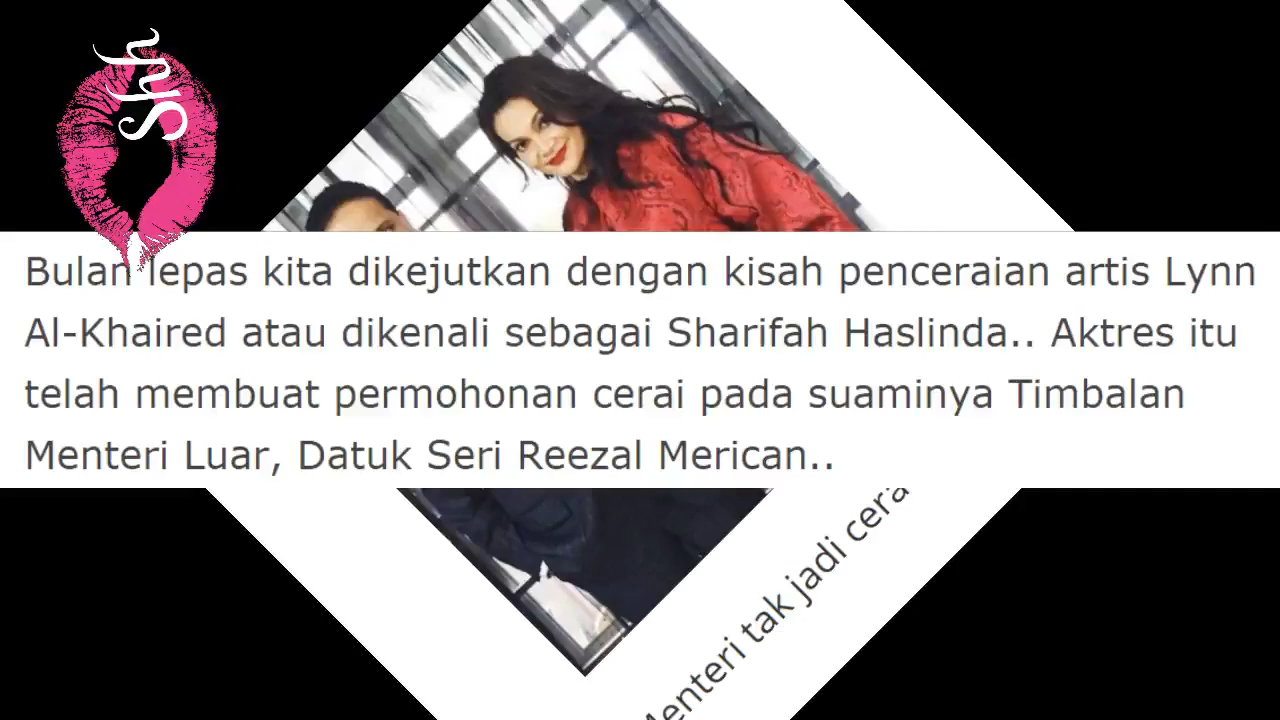 Shh
Bulan lepas kita dikejutkan dengan kisah penceraian artis Lynn
Al-Khaired atau dikenali sebagai Sharifah Haslinda.. Aktres itu
telah membuat permohonan cerai pada suaminya Timbalan
Menteri Luar, Datuk Seri Reezal Merican..
Menteri tak jadi cera